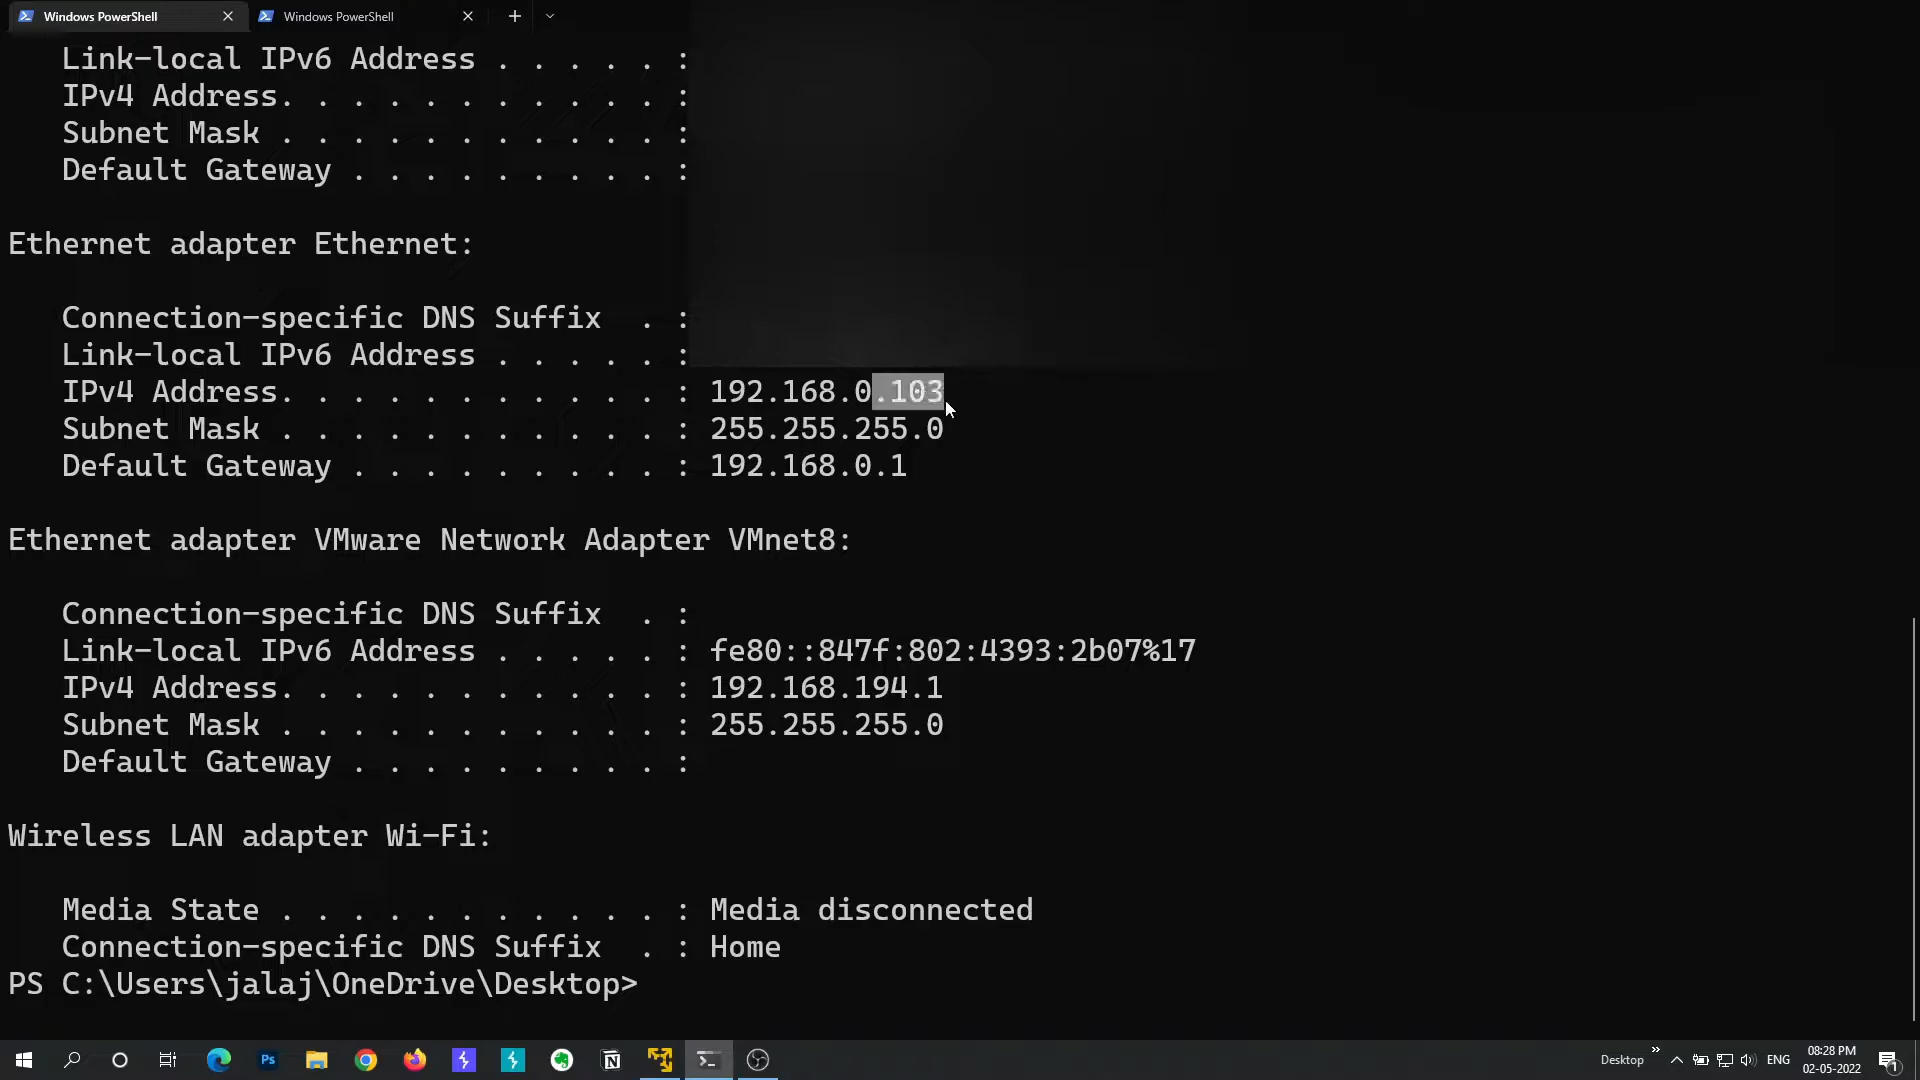 Windows PowerShell
Windows PowerShell
Link-local IPv6 Address . . . . . :
IPv4 Address. . . . . . . . . . . :
Subnet Mask . . . . . . . . . . . :
Default Gateway . . . . . . . . . :
Ethernet adapter Ethernet:
Connection-specific DNS Suffix  . :
Link-local IPv6 Address . . . . . :
IPv4 Address. . . . . . . . . . . : 192.168.0.103
Subnet Mask . . . . . . . . . . . : 255.255.255.0
Default Gateway . . . . . . . . . : 192.168.0.1
Ethernet adapter VMware Network Adapter VMnet8:
Connection-specific DNS Suffix  . :
Link-local IPv6 Address . . . . . : fe80::847f:802:4393:2b07%17
IPv4 Address. . . . . . . . . . . : 192.168.194.1
Subnet Mask . . . . . . . . . . . : 255.255.255.0
Default Gateway . . . . . . . . . :
Wireless LAN adapter Wi-Fi:
Media State . . . . . . . . . . . : Media disconnected
Connection-specific DNS Suffix  . : Home
PS C:\Users\jalaj\OneDrive\Desktop>
Ps
Desktop
ENG
08:28 PM
02-05-2022
1